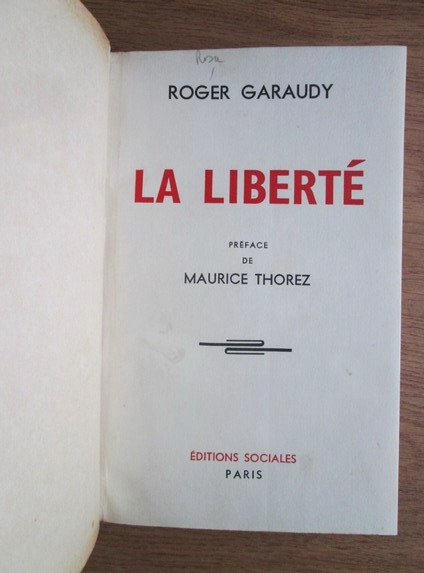 ROGER GARAUDY
LA LIBERTÉ
PRÉFACE
DE
MAURICE THOREZ
ÉDITIONS SOCIALES
PARIS